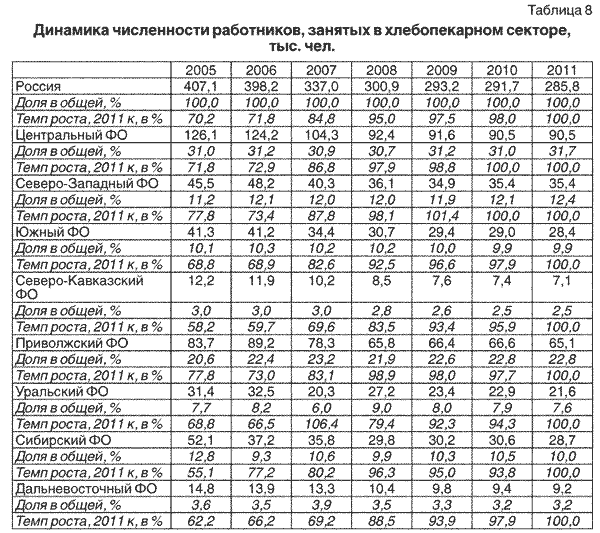 Таблица 8
Динамика численности работников, занятых в хлебопекарном секторе,
тыс. чел.
2005 2006 2007 2008 2009 2010 2011
Россия 407,1 398,2 337,0 300,9 293,2 291,7 285,8
Доля в общей, % 100,0 100,0 100,0 100,0 100,0 100,0 100,0
Темп роста, 2011 к, в % 70,2 71,8 84,8 95,0 97,5 98,0 100,0
Центральный ФО 126,1 124,2 104,3 92,4 91,6 90,5 90,5
Доля в общей, % 31,0 31,2 30,9 30,7 31,2 31,0 31,7
Темп роста, 2011 к, в % 71,8 72,9 86,8 97,9 98,8 100,0 100,0
Северо-Западный ФО 45,5 48,2 40,3 36,1 34,9 35,4 35,4
Доля в общей, % 11,2 12,1 12,0 12,0 11,9 12,1 12,4
Темп роста, 2011 к, в % 77,8 73,4 87,8 98,1 101,4 100,0 100,0
Южный ФО 41,3 41,2 34,4 30,7 29,4 29,0 28,4
Доля в общей, % 10,1 10,3 10,2 10,2 10,0 9,9 9,9
Темп роста, 2011 к, в % 68,8 68,9 82,6 92,5 96,6 97,9 100,0
Северо-Кавказский 12,2 11,9 10,2 8,5 7,6 7,4 7,1
ФО
Доля в общей, % 3,0 3,0 3,0 2,8 2,6 2,5 2,5
Темп роста, 2011 к, в % 58,2 59,7 69,6 83,5 93,4 95,9 100,0
Приволжский ФО 83,7 89,2 78,3 65,8 66,4 66,6 65,1
Доля в общей, % 20,6 22,4 23,2 21,9 22,6 22,8 22,8
Темп роста, 2011 к, в % 77,8 73,0 83,1 98,9 98,0 97,7 100,0
Уральский ФО 31,4 32,5 20,3 27,2 23,4 22,9 21,6
Доля в общей, % 7,7 8,2 6,0 9,0 8,0 7,9 7,6
Темп роста, 2011 к, в % 68,8 66,5 106,4 79,4 92,3 94,3 100,0
Сибирский ФО 52,1 37,2 35,8 29,8 30,2 30,6 28,7
Доля в общей, % 12,8 9,3 10,6 9,9 10,3 10,5 10,0
Темп роста, 2011 к, в % 55,1 77,2 80,2 96,3 95,0 93,8 100,0
Дальневосточный ФО 14,8 13,9 13,3 10,4 9,8 9,4 9,2
Доля в общей, % 3,6 3,5 3,9 3,5 3,3 3,2 3,2
Темп роста, 2011 к, в % 62,2 66,2 69,2 88,5 93,9 97,9 100,0